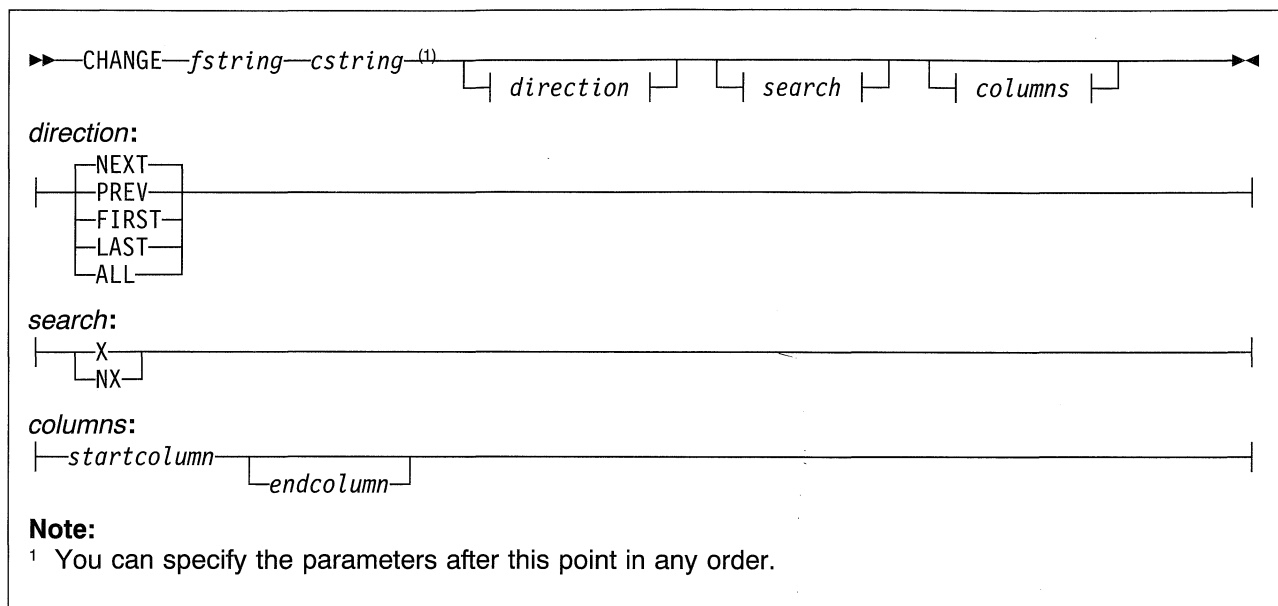 CHANGE fstring cstring (1)
direction search columns
direction:
NEXT
PREV
FIRST
LAST
ALL
search:
X
NX
columns:
startcolumn
endcolumn
Note:
1 You can specify the parameters after this point in any order.